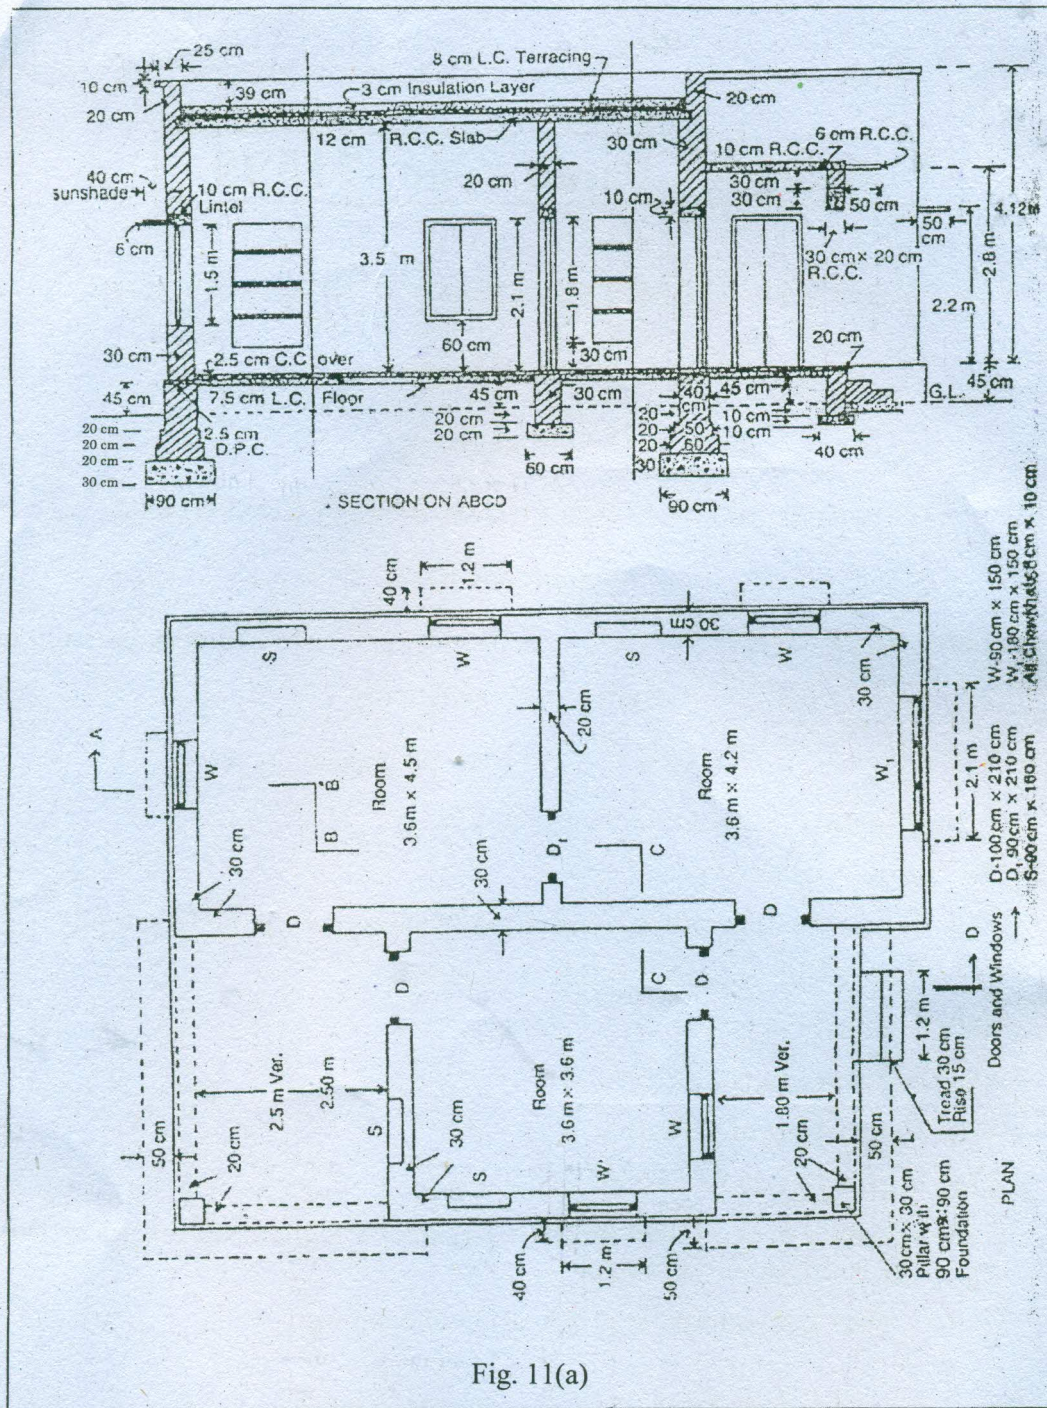 25 cm
8 cm L.C. Terracing
10 cm
39 cm
3 cm Insulation Layer
20 cm
20 cm
12 cm
R.C.C. Slab
30 cm
6 cm R.C.C.
10 cm R.C.C.
40 cm
sunshade
10 cm R.C.C.
Lintel
20 cm
30 cm
30 cm
50 cm
10 cm
50
cm
4.12 m
6 cm
1.5 m
3.5 m
2.1 m
1.8 m
30 cm × 20 cm
R.C.C.
2.8 m
2.2 m
60 cm
30 cm
20 cm
30 cm
2.5 cm C.C. over
45 cm
7.5 cm L.C. Floor
45 cm
30 cm
40
cm
45 cm
G.L.
45 cm
20 cm
20 cm
20 cm
30 cm
2.5 cm
D.P.C.
20 cm
20 cm
20
20
20
30
50
60
10 cm
10 cm
60 cm
40 cm
90 cm
SECTION ON ABCD
90 cm
40 cm
1.2 m
S
W
30 cm
S
W
A
W
30 cm
B
B
Room
3.6 m × 4.5 m
20 cm
Room
3.6 m × 4.2 m
30 cm
W1
2.1 m
D1
C
30 cm
D
D
D
C
D
2.5 m Ver.
2.50 m
S
30 cm
Room
3.6 m × 3.6 m
S
W
W
1.80 m Ver.
50 cm
20 cm
20 cm
50 cm
40 cm
1.2 m
50 cm
1.2 m
D
Tread 30 cm
Rise 15 cm
30 cm × 30 cm
Pillar with
90 cm × 90 cm
Foundation
PLAN
Doors and Windows
D-100 cm × 210 cm
D1 90 cm × 210 cm
S-90 cm × 180 cm
W-90 cm × 150 cm
W1-180 cm × 150 cm
All Chowkhats 8 cm × 10 cm
Fig. 11(a)